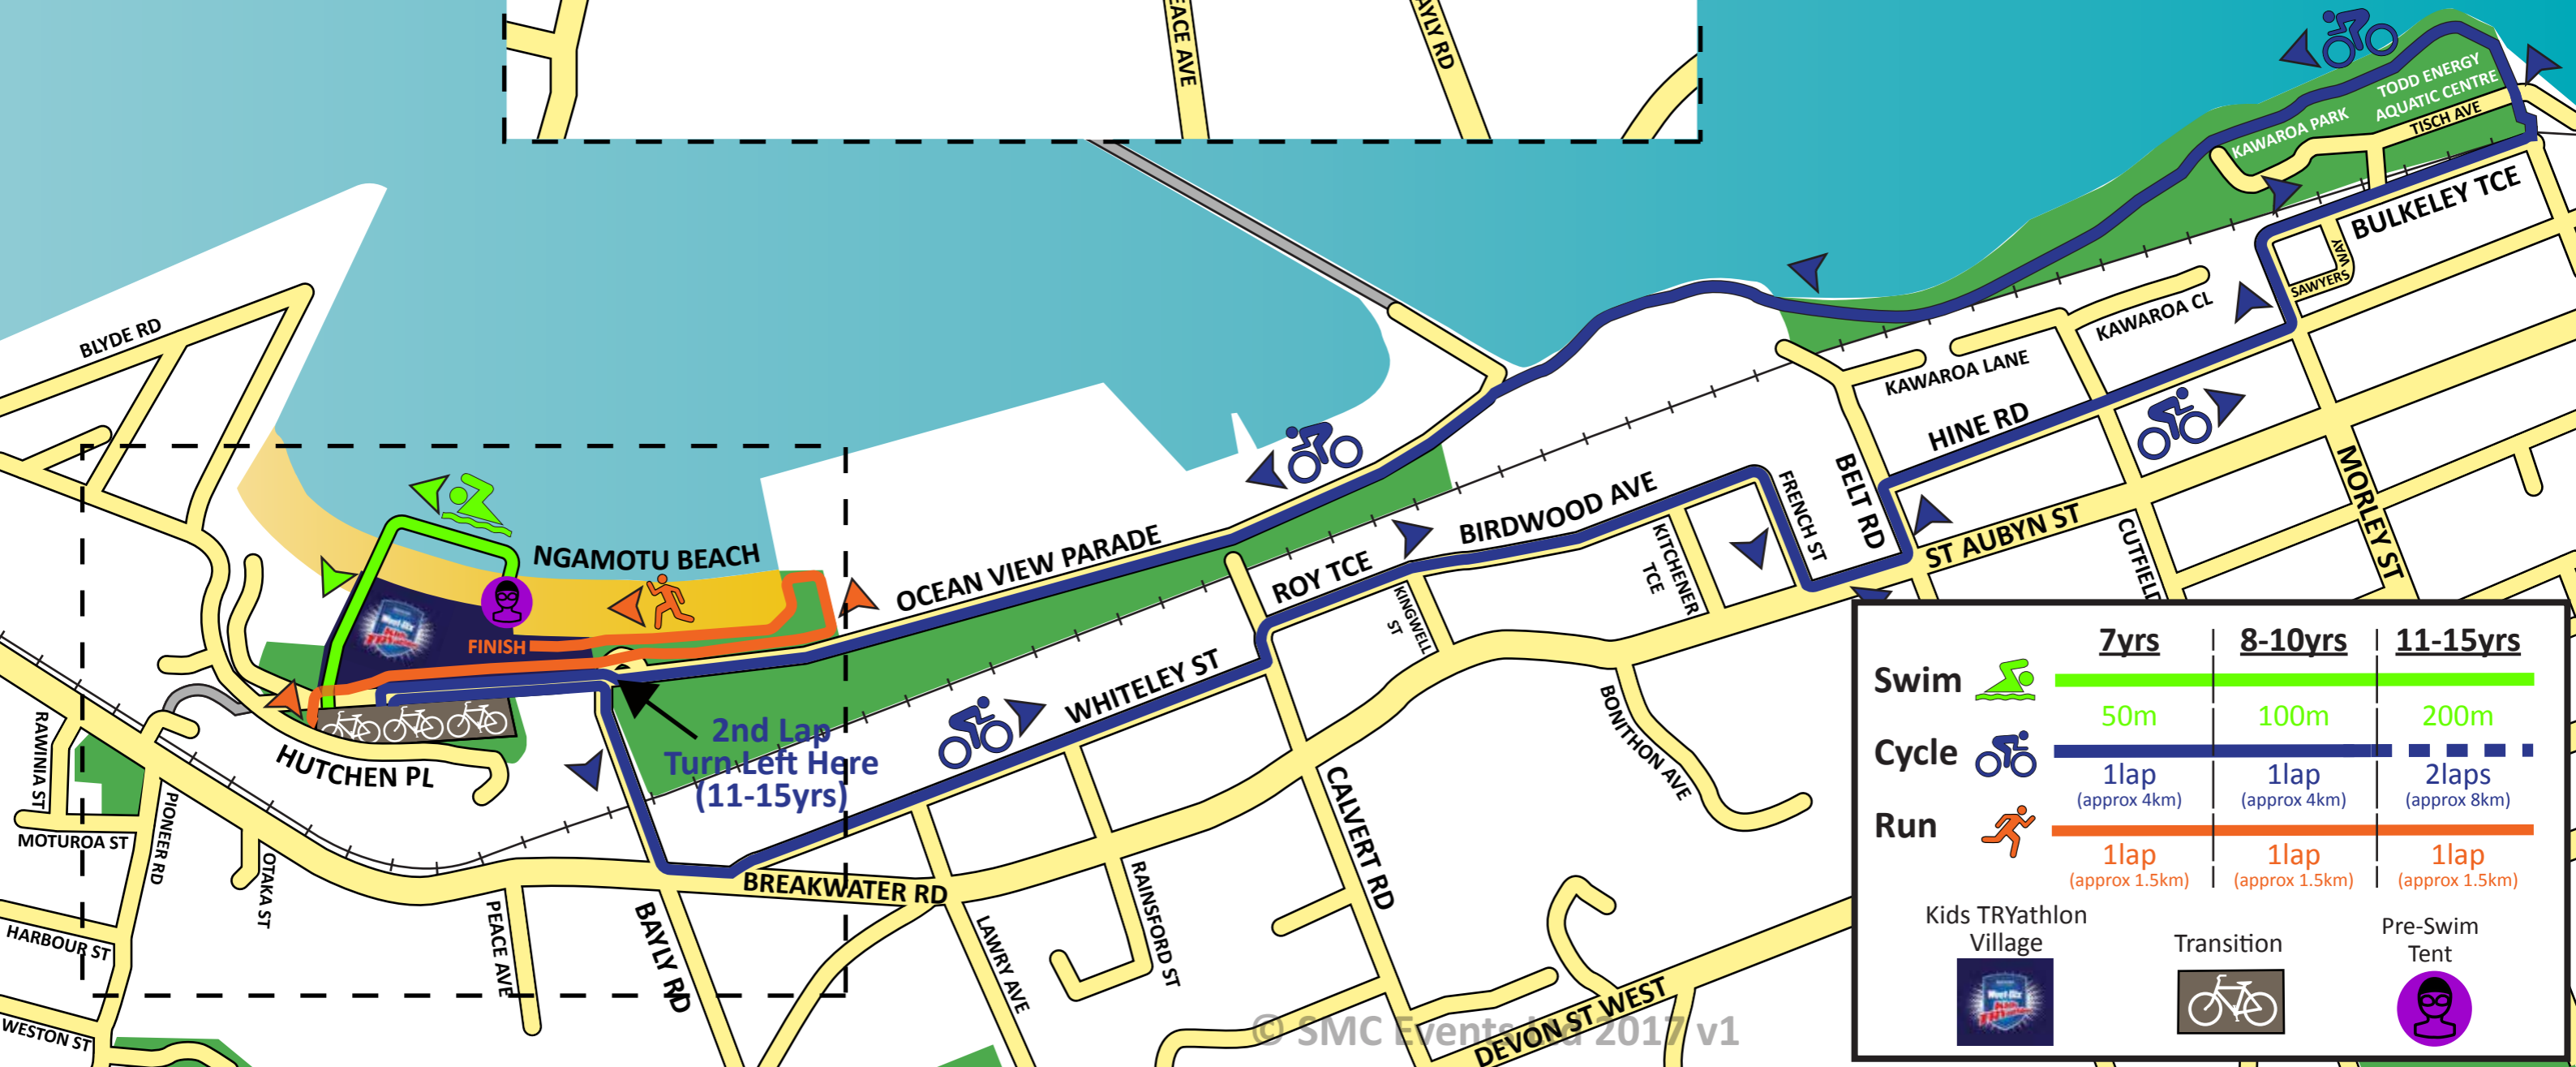 EACE AVE
AYLY RD
TODD ENERGY
AQUATIC CENTRE
KAWAROA PARK
TISCH AVE
BULKELEY TCE
SAWYERS
WAY
KAWAROA CL
KAWAROA LANE
BLYDE RD
HINE RD
BELT RD
FRENCH ST
MORLEY ST
CUTFIELD
ST AUBYN ST
BIRDWOOD AVE
KITCHENER
TCE
ROY TCE
KINGWELL
ST
OCEAN VIEW PARADE
NGAMOTU BEACH
FINISH
WHITELEY ST
2nd Lap
Turn Left Here
(11-15yrs)
HUTCHEN PL
RAWINIA ST
MOTUROA ST
PIONEER RD
OTAKA ST
HARBOUR ST
WESTON ST
PEACE AVE
BAYLY RD
BREAKWATER RD
LAWRY AVE
RAINSFORD ST
CALVERT RD
BONITHON AVE
DEVON ST WEST
© SMC Events Ltd 2017 v1
7yrs 8-10yrs 11-15yrs
Swim
50m 100m 200m
Cycle
1lap 1lap 2laps
(approx 4km) (approx 4km) (approx 8km)
Run
1lap 1lap 1lap
(approx 1.5km) (approx 1.5km) (approx 1.5km)
Kids TRYathlon
Village
Transition
Pre-Swim
Tent